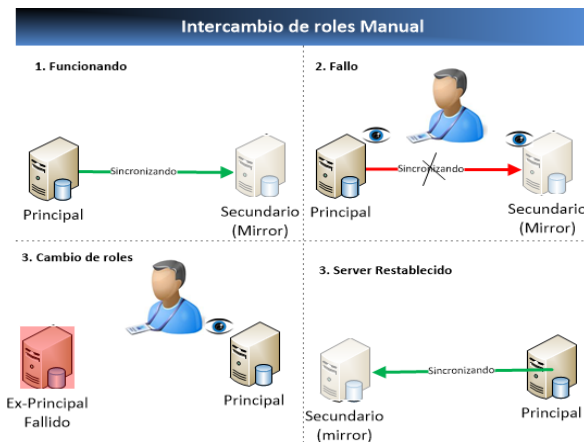 Intercambio de roles Manual
1. Funcionando
Sincronizando
Principal
Secundario
(Mirror)
2. Fallo
Sincronizando
Principal
Secundario
(Mirror)
3. Cambio de roles
Ex-Principal
Fallido
Principal
3. Server Restablecido
Sincronizando
Secundario
(mirror)
Principal